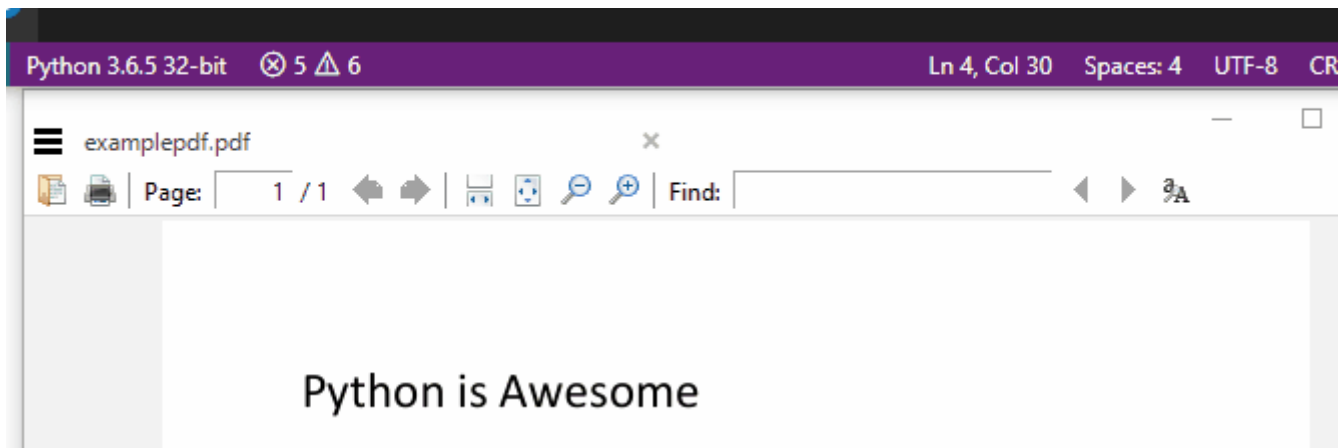 Python 3.6.5 32-bit 5 6 Ln 4, Col 30 Spaces: 4 UTF-8 CR
examplepdf.pdf
Page: 1 / 1 Find:
Python is Awesome